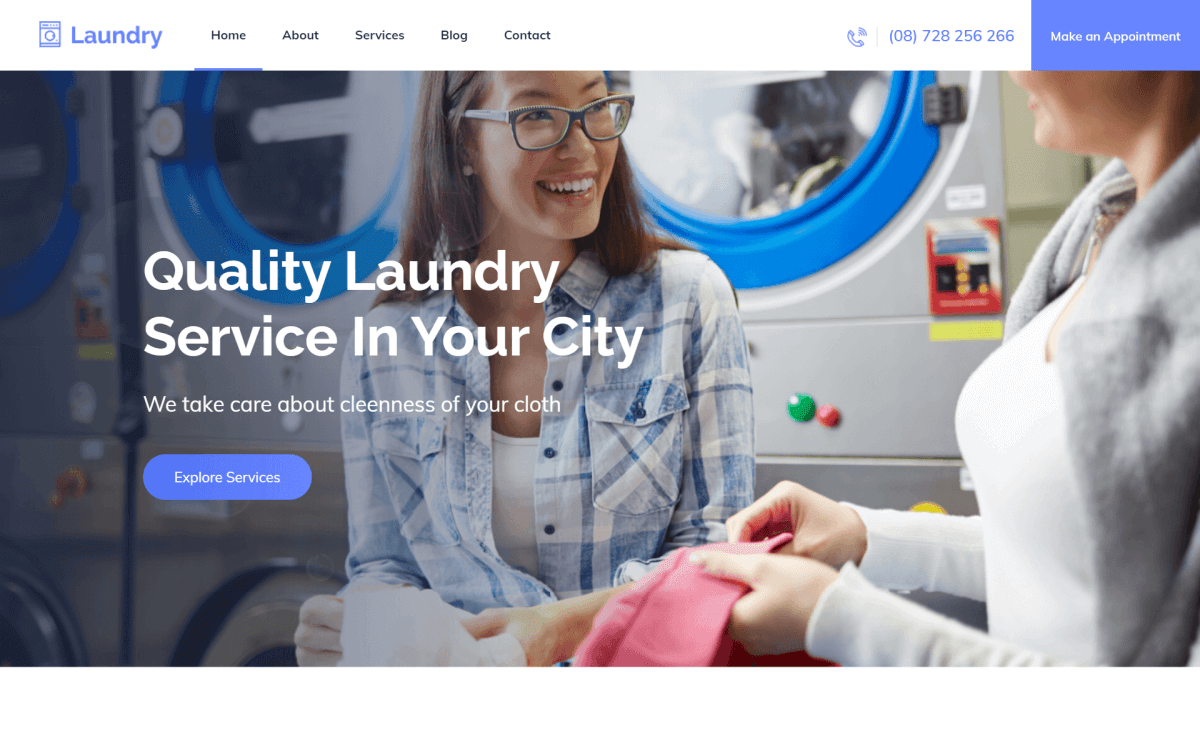 Laundry
Home
About
Services
Blog
Contact
(08) 728 256 266
Make an Appointment
Quality Laundry
Service In Your City
We take care about cleenness of your cloth
Explore Services